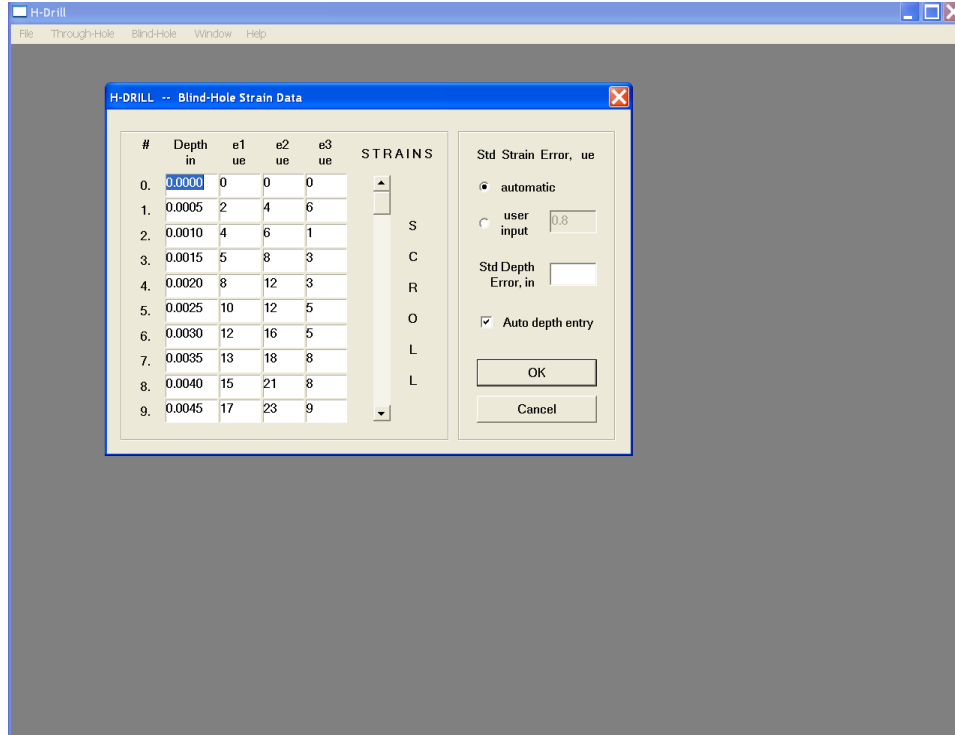 H-Drill
File Through-Hole Blind-Hole Window Help
H-DRILL -- Blind-Hole Strain Data
# Depth e1 e2 e3 STRAINS
in ue ue ue
0. 0.0000 0 0 0
1. 0.0005 2 4 6
2. 0.0010 4 6 1
3. 0.0015 5 8 3
4. 0.0020 8 12 3
5. 0.0025 10 12 5
6. 0.0030 12 16 5
7. 0.0035 13 18 8
8. 0.0040 15 21 8
9. 0.0045 17 23 9
S
C
R
O
L
L
Std Strain Error, ue
automatic
user
input 0.8
Std Depth
Error, in
Auto depth entry
OK
Cancel